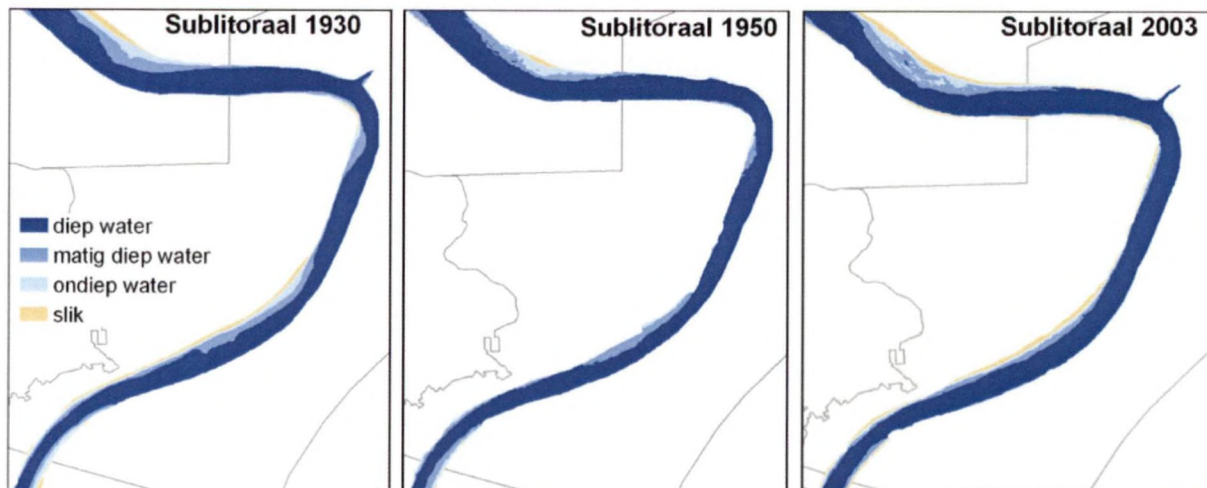 Sublitoraal 1930
diep water
matig diep water
ondiep water
slik
Sublitoraal 1950
Sublitoraal 2003